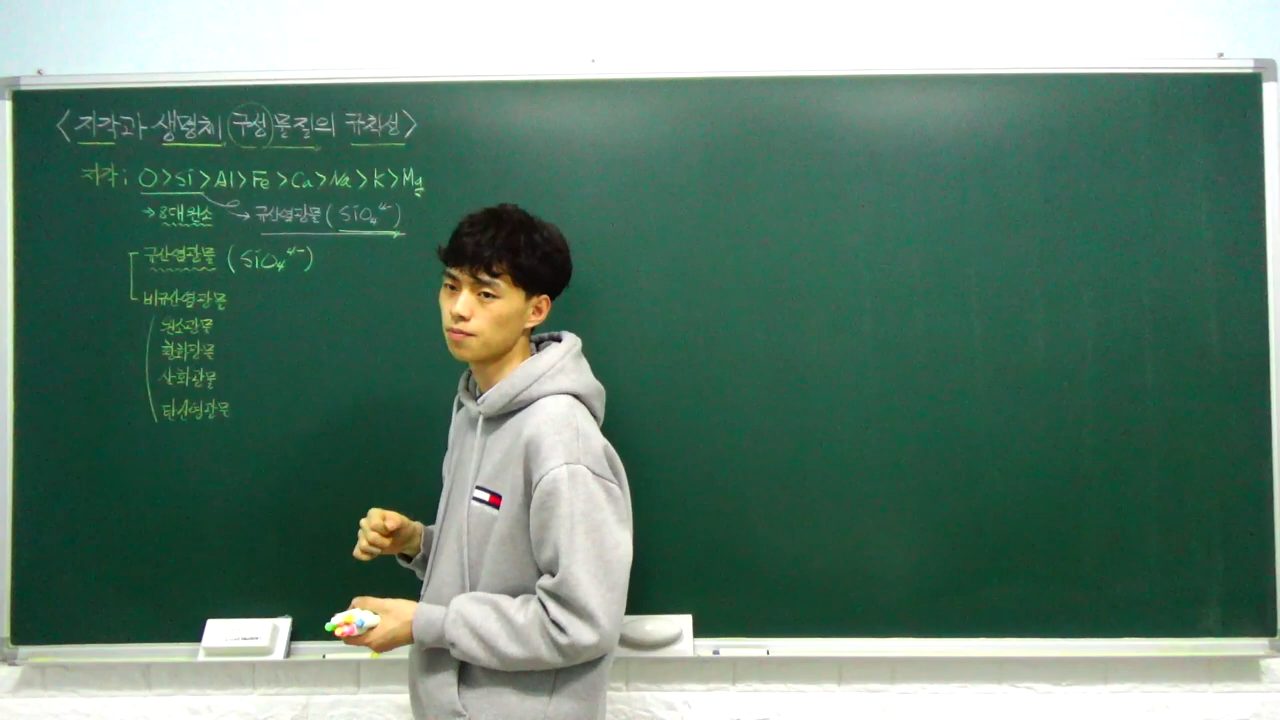 <지각과 생명체 구성 물질의 규칙성>
지각: O>Si>Al>Fe>Ca>Na>K>Mg
→8대원소 → 규산염광물(SiO₄⁴⁻)
규산염광물 (SiO₄⁴⁻)
비규산염광물
원소광물
황화광물
산화광물
탄산염광물